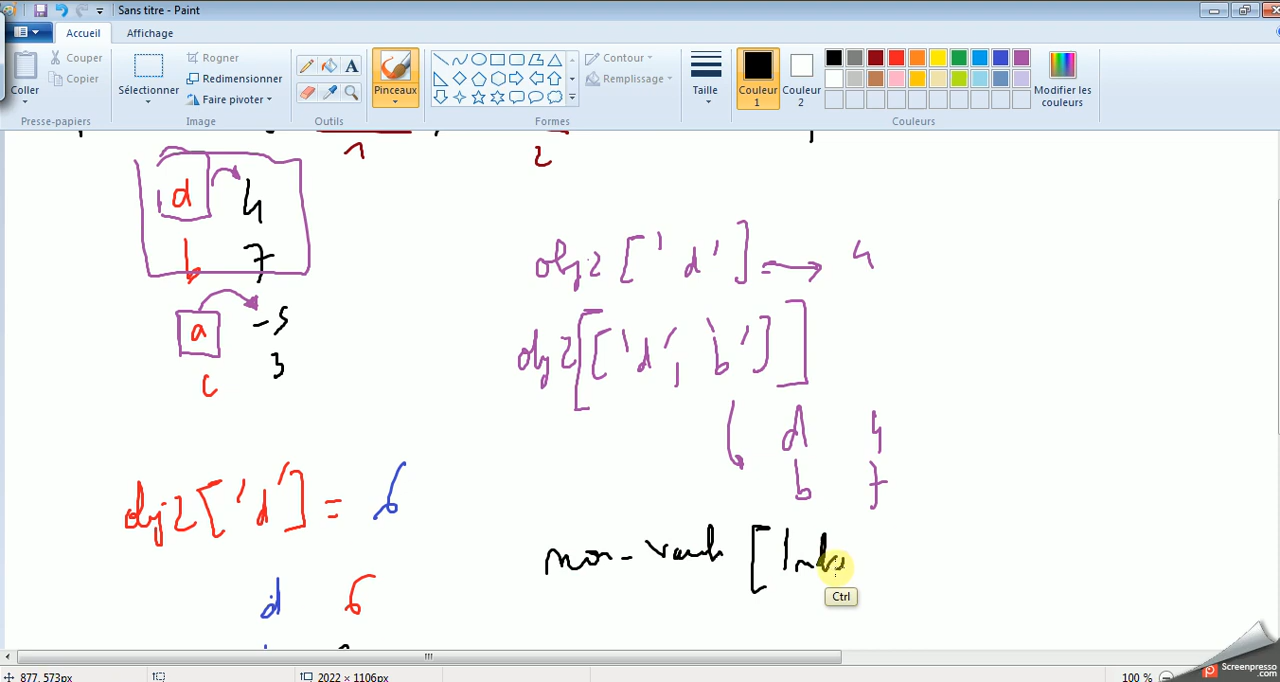 Sans titre - Paint
Accueil
Affichage
Coller
Couper
Copier
Presse-papiers
Sélectionner
Rogner
Redimensionner
Faire pivoter
Image
Outils
Pinceaux
Contour
Remplissage
Formes
Taille
Couleur 1
Couleur 2
Modifier les couleurs
Couleurs
1
2
d 4
b 7
a -5
c 3
obj2 ['d'] → 4
obj2[['d', 'b']]
d 4
b 7
obj2['d'] = 6
d 6
Ctrl
877, 573px
2022 × 1106px
100 %
Screenpresso
.com